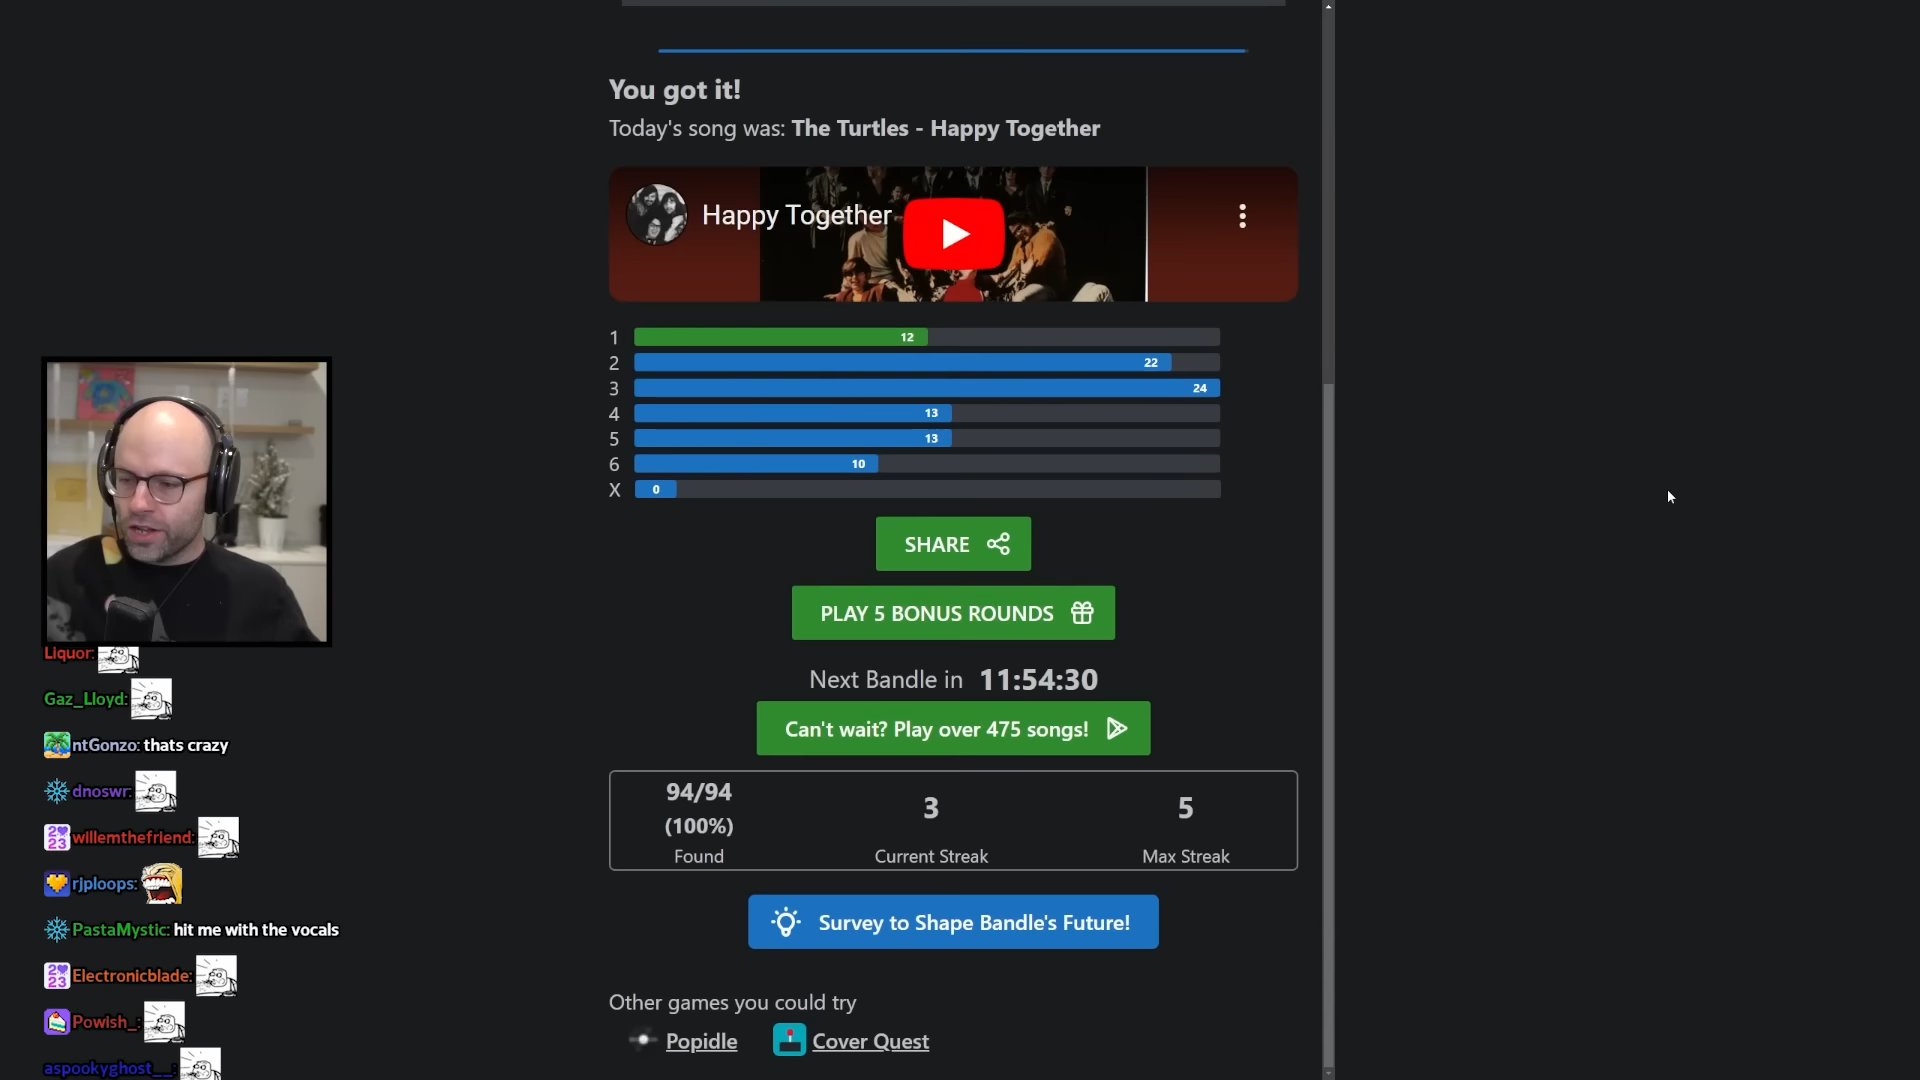 You got it!
Today's song was: The Turtles - Happy Together
Happy Together
1 12
2 22
3 24
4 13
5 13
6 10
X 0
SHARE
PLAY 5 BONUS ROUNDS
Next Bandle in 11:54:30
Can't wait? Play over 475 songs!
94/94 3 5
(100%)
Found Current Streak Max Streak
Survey to Shape Bandle's Future!
Other games you could try
Popidle Cover Quest
Liquor:
Gaz_Lloyd:
ntGonzo: thats crazy
dnoswr:
2023 willemthefriend:
rjploops:
PastaMystic: hit me with the vocals
2023 Electronicblade:
Powish_:
aspookyghost__: